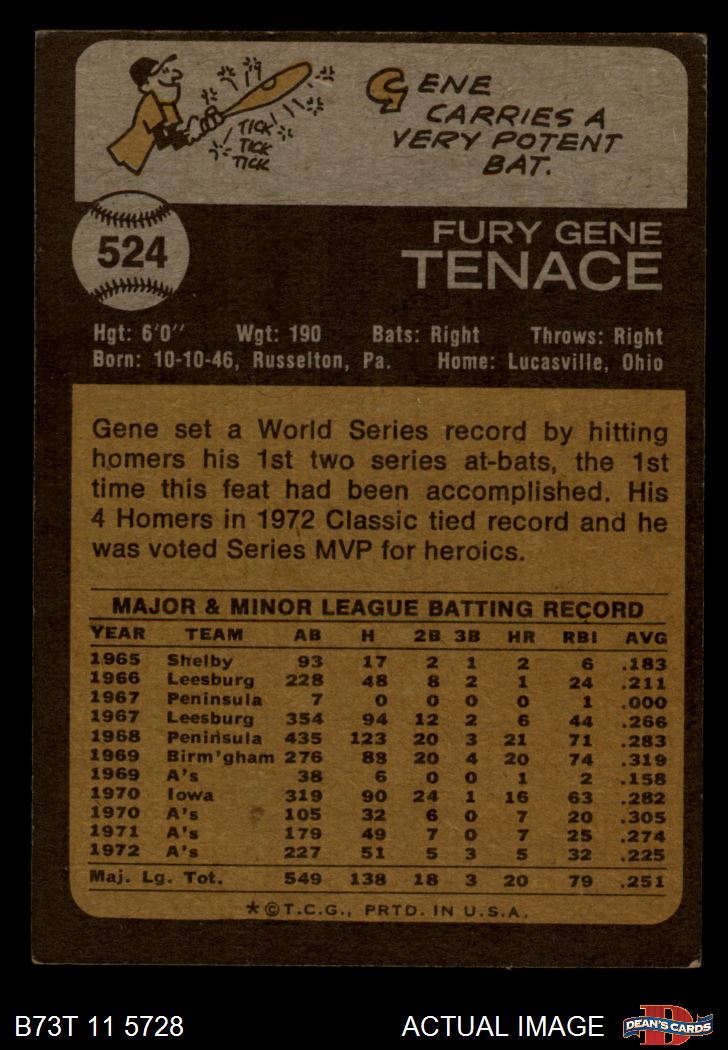 GENE
CARRIES A
VERY POTENT
BAT.
TICK
TICK
TICK
524
FURY GENE
TENACE
Hgt: 6'0" Wgt: 190 Bats: Right Throws: Right
Born: 10-10-46, Russelton, Pa. Home: Lucasville, Ohio
Gene set a World Series record by hitting
homers his 1st two series at-bats, the 1st
time this feat had been accomplished. His
4 Homers in 1972 Classic tied record and he
was voted Series MVP for heroics.
MAJOR & MINOR LEAGUE BATTING RECORD
YEAR TEAM AB H 2B 3B HR RBI AVG
1965 Shelby 93 17 2 1 2 6 .183
1966 Leesburg 228 48 8 2 1 24 .211
1967 Peninsula 7 0 0 0 0 1 .000
1967 Leesburg 354 94 12 2 6 44 .266
1968 Peninsula 435 123 20 3 21 71 .283
1969 Birm'gham 276 88 20 4 20 74 .319
1969 A's 38 6 0 0 1 2 .158
1970 Iowa 319 90 24 1 16 63 .282
1970 A's 105 32 6 0 7 20 .305
1971 A's 179 49 7 0 7 25 .274
1972 A's 227 51 5 3 5 32 .225
Maj. Lg. Tot. 549 138 18 3 20 79 .251
*©T.C.G., PRTD. IN U.S.A.
B73T 11 5728 ACTUAL IMAGE
D
DEAN'S CARDS